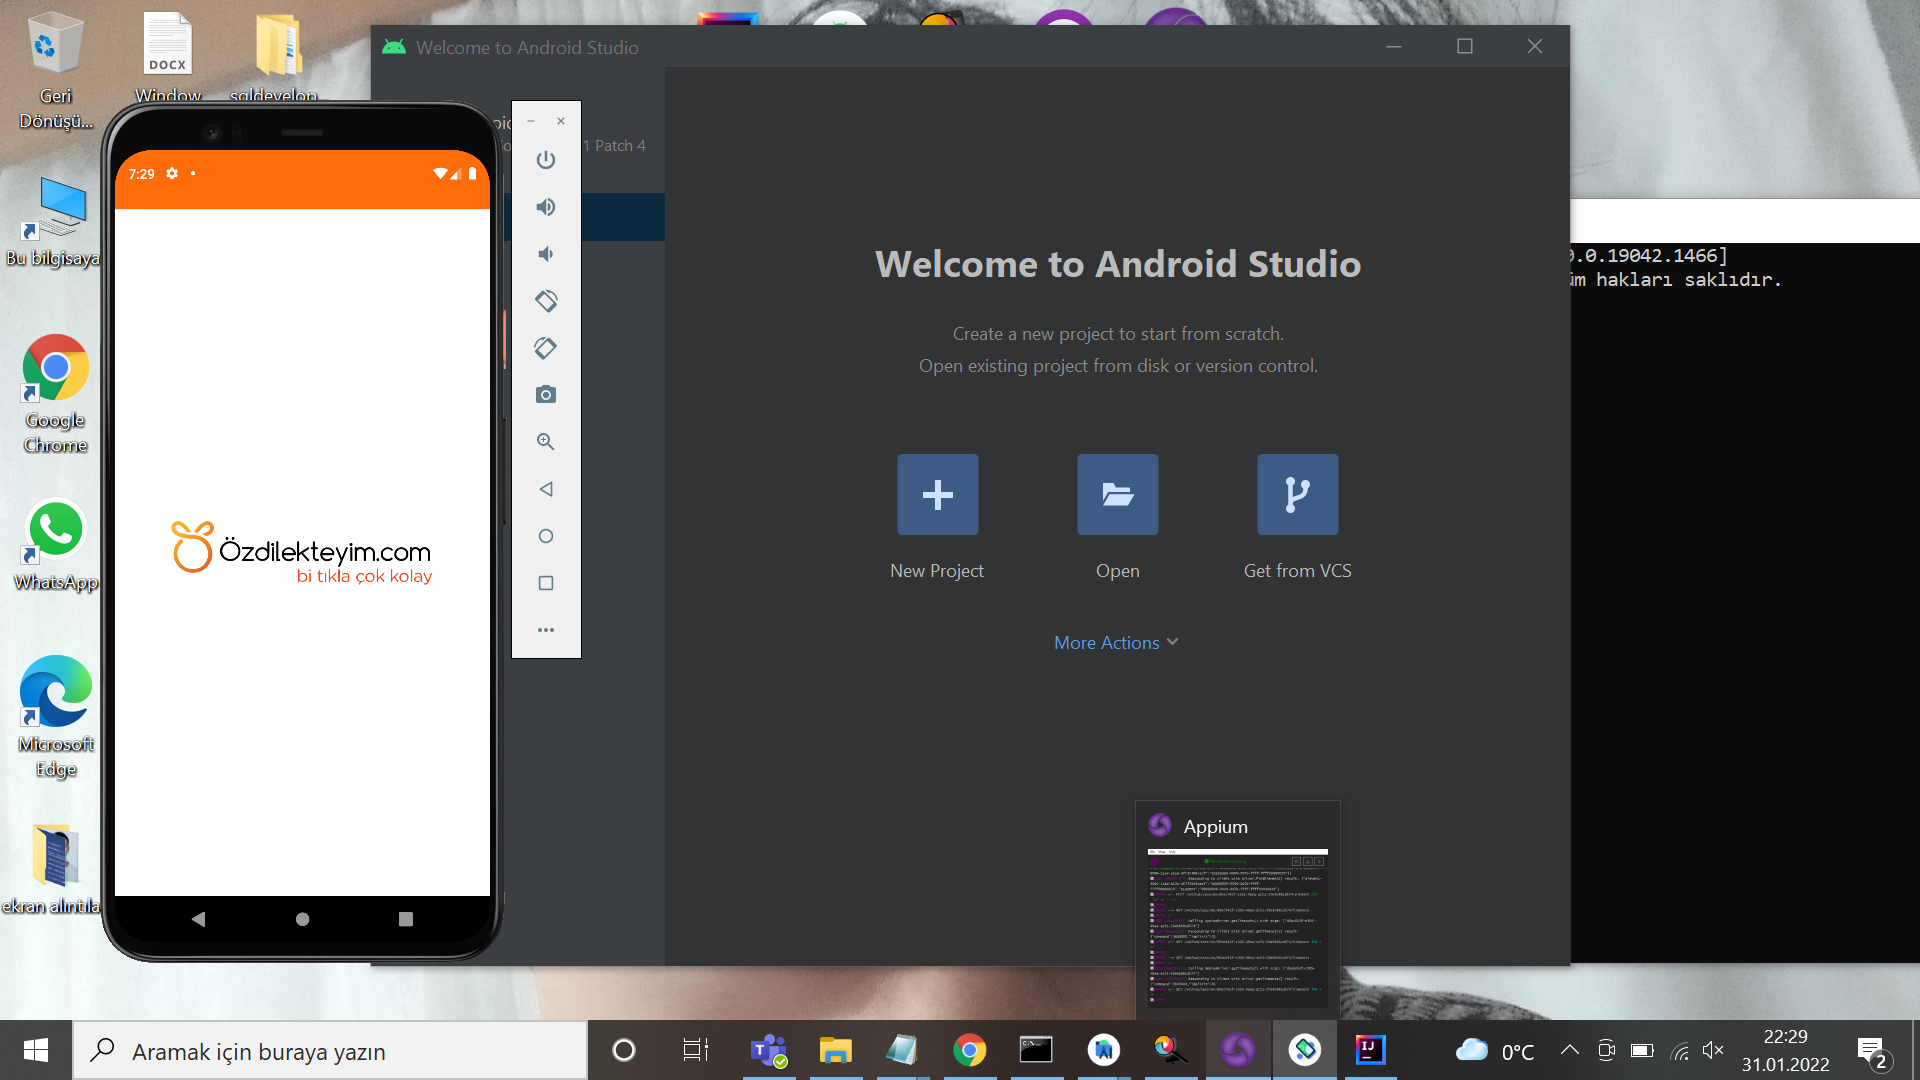 Geri
Dönüşü...
DOCX
Window
sqldevelop
Bu bilgisaya
Google
Chrome
WhatsApp
Microsoft
Edge
ekran alıntıla
7:29
Özdilekteyim.com
bi tıkla çok kolay
Welcome to Android Studio
1 Patch 4
Welcome to Android Studio
Create a new project to start from scratch.
Open existing project from disk or version control.
New Project
Open
Get from VCS
More Actions
.0.19042.1466]
üm hakları saklıdır.
Appium
Aramak için buraya yazın
0°C
22:29
31.01.2022
2